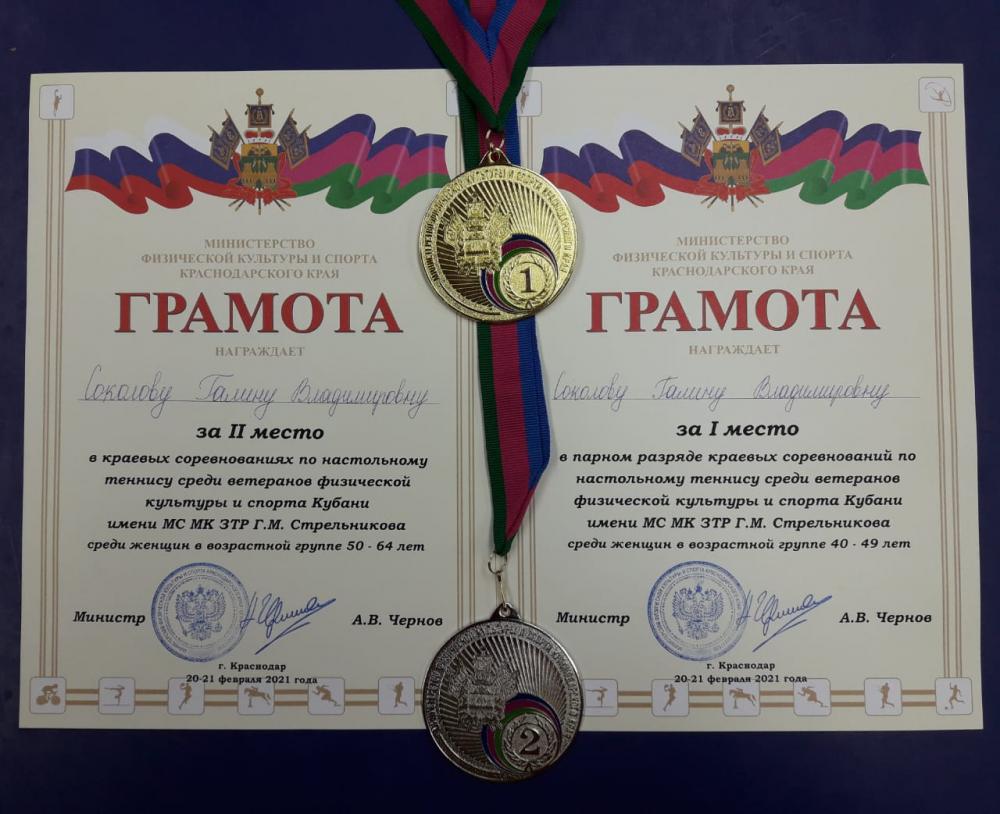 МИНИСТЕРСТВО
ФИЗИЧЕСКОЙ КУЛЬТУРЫ И СПОРТА
КРАСНОДАРСКОГО КРАЯ
ГРАМОТА
НАГРАЖДАЕТ
Соколову Галину Владимировну
за II место
в краевых соревнованиях по настольному
теннису среди ветеранов физической
культуры и спорта Кубани
имени МС МК ЗТР Г.М. Стрельникова
среди женщин в возрастной группе 50 - 64 лет
Министр А.В. Чернов
г. Краснодар
20-21 февраля 2021 года
1
2
МИНИСТЕРСТВО
ФИЗИЧЕСКОЙ КУЛЬТУРЫ И СПОРТА
КРАСНОДАРСКОГО КРАЯ
ГРАМОТА
НАГРАЖДАЕТ
Соколову Галину Владимировну
за I место
в парном разряде краевых соревнований по
настольному теннису среди ветеранов
физической культуры и спорта Кубани
имени МС МК ЗТР Г.М. Стрельникова
среди женщин в возрастной группе 40 - 49 лет
Министр А.В. Чернов
г. Краснодар
20-21 февраля 2021 года